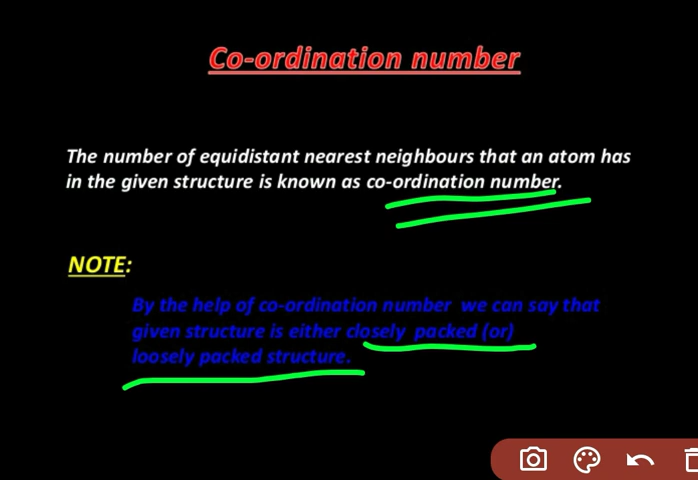 Co-ordination number
The number of equidistant nearest neighbours that an atom has
in the given structure is known as co-ordination number.
NOTE:
By the help of co-ordination number we can say that
given structure is either closely packed (or)
loosely packed structure.